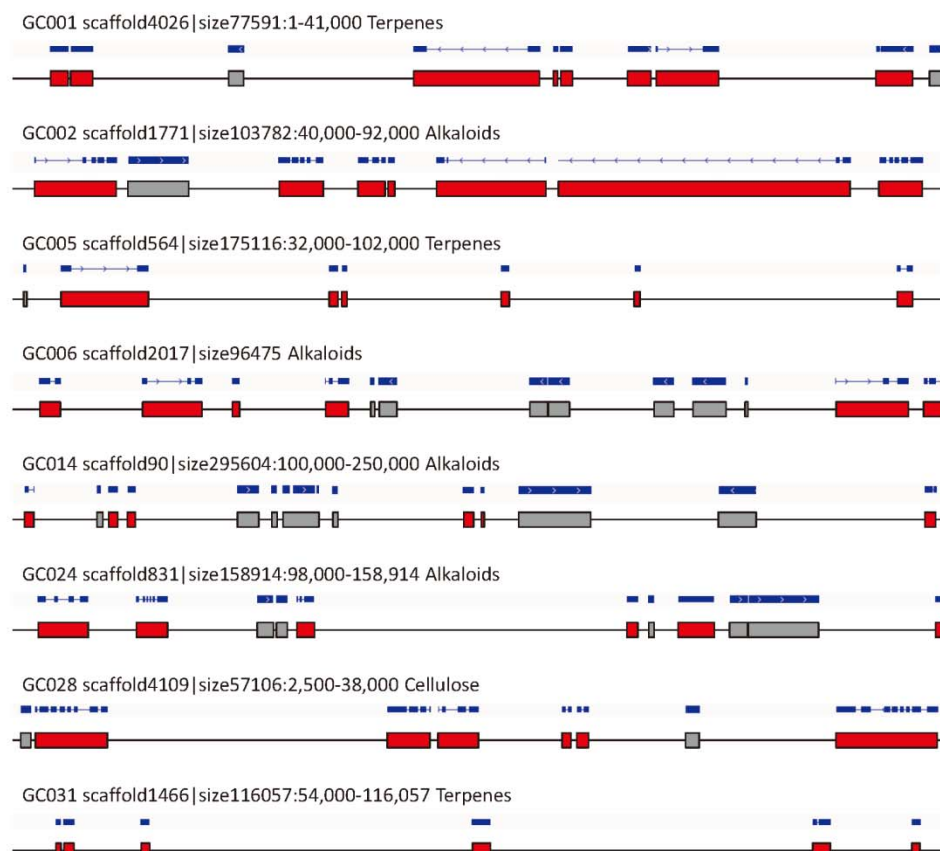 GC001 scaffold4026|size77591:1-41,000 Terpenes
GC002 scaffold1771|size103782:40,000-92,000 Alkaloids
GC005 scaffold564|size175116:32,000-102,000 Terpenes
GC006 scaffold2017|size96475 Alkaloids
GC014 scaffold90|size295604:100,000-250,000 Alkaloids
GC024 scaffold831|size158914:98,000-158,914 Alkaloids
GC028 scaffold4109|size57106:2,500-38,000 Cellulose
GC031 scaffold1466|size116057:54,000-116,057 Terpenes